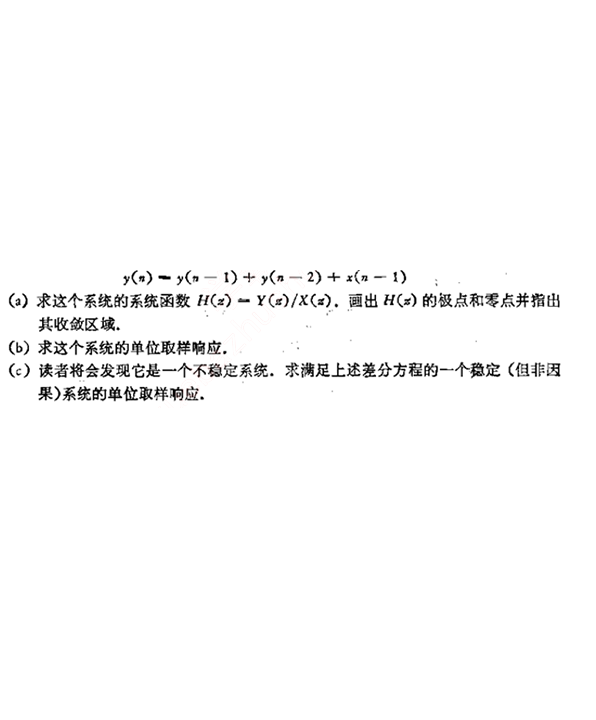 y(n) = y(n — 1) + y(n — 2) + x(n — 1)
(a) 求这个系统的系统函数 H(z) = Y(z)/X(z)．画出 H(z) 的极点和零点并指出
其收敛区域．
(b) 求这个系统的单位取样响应．
(c) 读者将会发现它是一个不稳定系统．求满足上述差分方程的一个稳定（但非因
果）系统的单位取样响应．